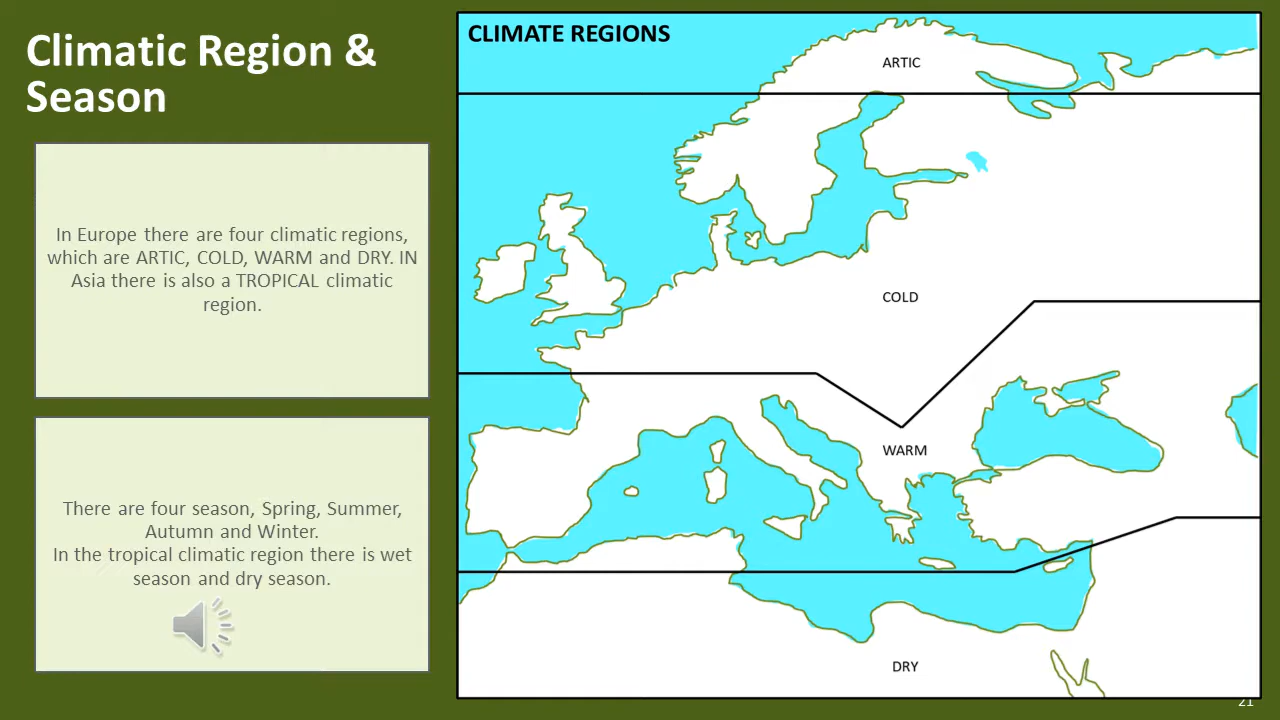 Climatic Region &
Season
In Europe there are four climatic regions,
which are ARTIC, COLD, WARM and DRY. IN
Asia there is also a TROPICAL climatic
region.
There are four season, Spring, Summer,
Autumn and Winter.
In the tropical climatic region there is wet
season and dry season.
CLIMATE REGIONS
ARTIC
COLD
WARM
DRY
21